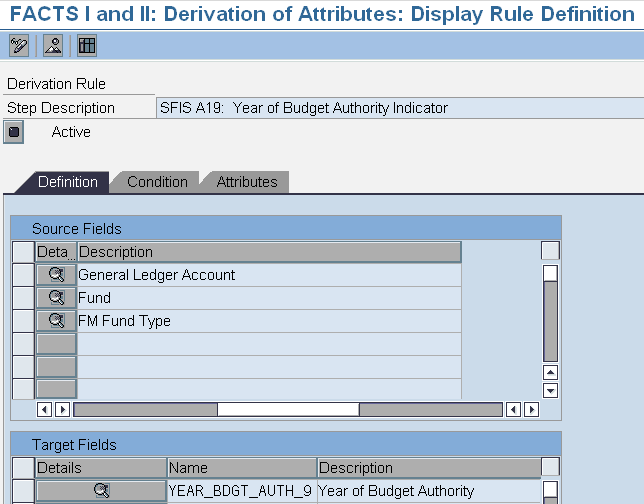 FACTS I and II: Derivation of Attributes: Display Rule Definition
Derivation Rule
Step Description SFIS A19: Year of Budget Authority Indicator
Active
Definition Condition Attributes
Source Fields
Deta... Description
General Ledger Account
Fund
FM Fund Type
Target Fields
Details Name Description
YEAR_BDGT_AUTH_9 Year of Budget Authority